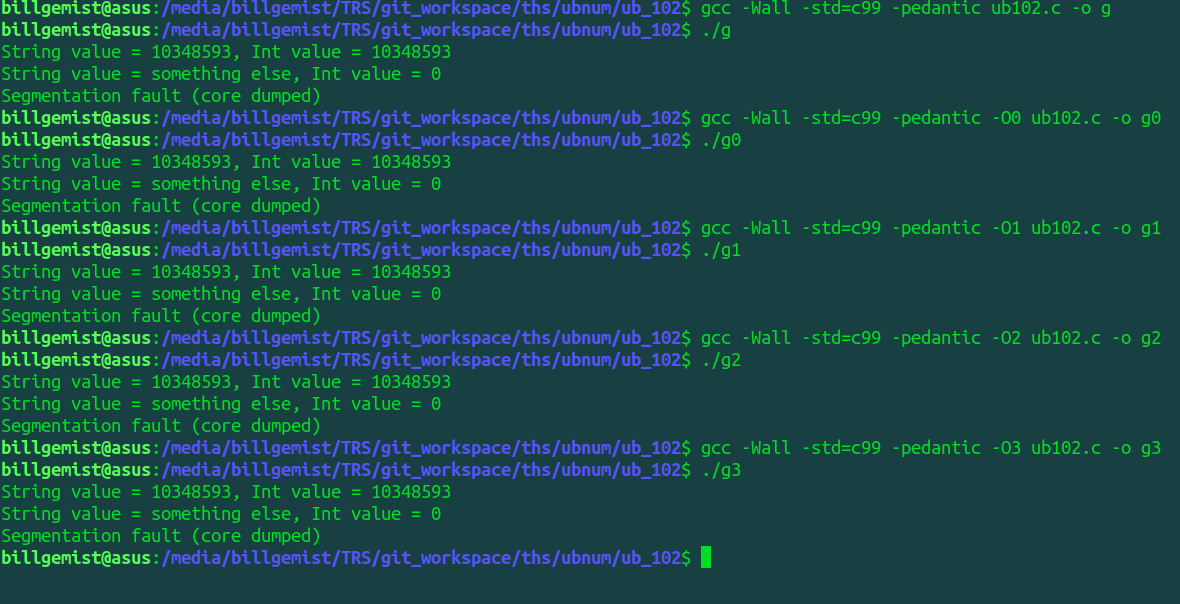 billgemist@asus:/media/billgemist/TRS/git_workspace/ths/ubnum/ub_102$ gcc -Wall -std=c99 -pedantic ub102.c -o g
billgemist@asus:/media/billgemist/TRS/git_workspace/ths/ubnum/ub_102$ ./g
String value = 10348593, Int value = 10348593
String value = something else, Int value = 0
Segmentation fault (core dumped)
billgemist@asus:/media/billgemist/TRS/git_workspace/ths/ubnum/ub_102$ gcc -Wall -std=c99 -pedantic -O0 ub102.c -o g0
billgemist@asus:/media/billgemist/TRS/git_workspace/ths/ubnum/ub_102$ ./g0
String value = 10348593, Int value = 10348593
String value = something else, Int value = 0
Segmentation fault (core dumped)
billgemist@asus:/media/billgemist/TRS/git_workspace/ths/ubnum/ub_102$ gcc -Wall -std=c99 -pedantic -O1 ub102.c -o g1
billgemist@asus:/media/billgemist/TRS/git_workspace/ths/ubnum/ub_102$ ./g1
String value = 10348593, Int value = 10348593
String value = something else, Int value = 0
Segmentation fault (core dumped)
billgemist@asus:/media/billgemist/TRS/git_workspace/ths/ubnum/ub_102$ gcc -Wall -std=c99 -pedantic -O2 ub102.c -o g2
billgemist@asus:/media/billgemist/TRS/git_workspace/ths/ubnum/ub_102$ ./g2
String value = 10348593, Int value = 10348593
String value = something else, Int value = 0
Segmentation fault (core dumped)
billgemist@asus:/media/billgemist/TRS/git_workspace/ths/ubnum/ub_102$ gcc -Wall -std=c99 -pedantic -O3 ub102.c -o g3
billgemist@asus:/media/billgemist/TRS/git_workspace/ths/ubnum/ub_102$ ./g3
String value = 10348593, Int value = 10348593
String value = something else, Int value = 0
Segmentation fault (core dumped)
billgemist@asus:/media/billgemist/TRS/git_workspace/ths/ubnum/ub_102$